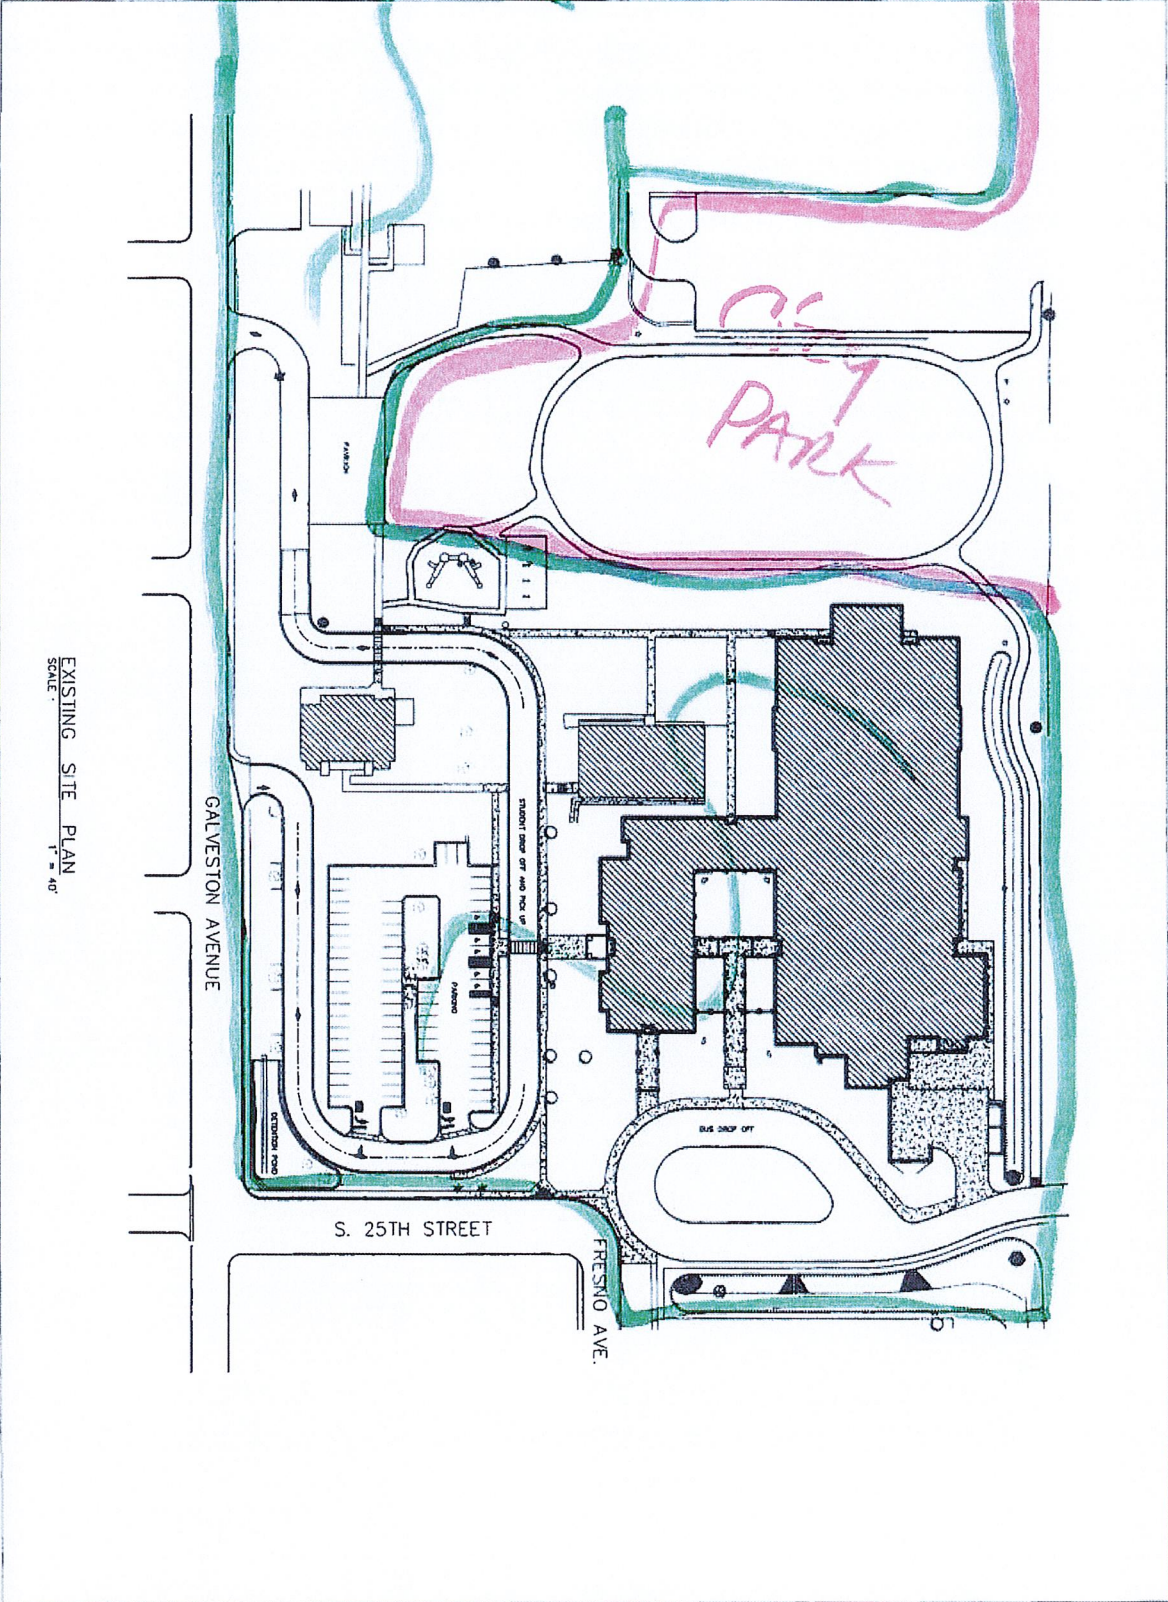 City
PARK
PAVILION
EXISTING SITE PLAN
SCALE : 1" = 40'
GALVESTON AVENUE
STUDENT DROP OFF AND PICK UP
PARKING
DETENTION POND
BUS DROP OFF
S. 25TH STREET
FRESNO AVE.